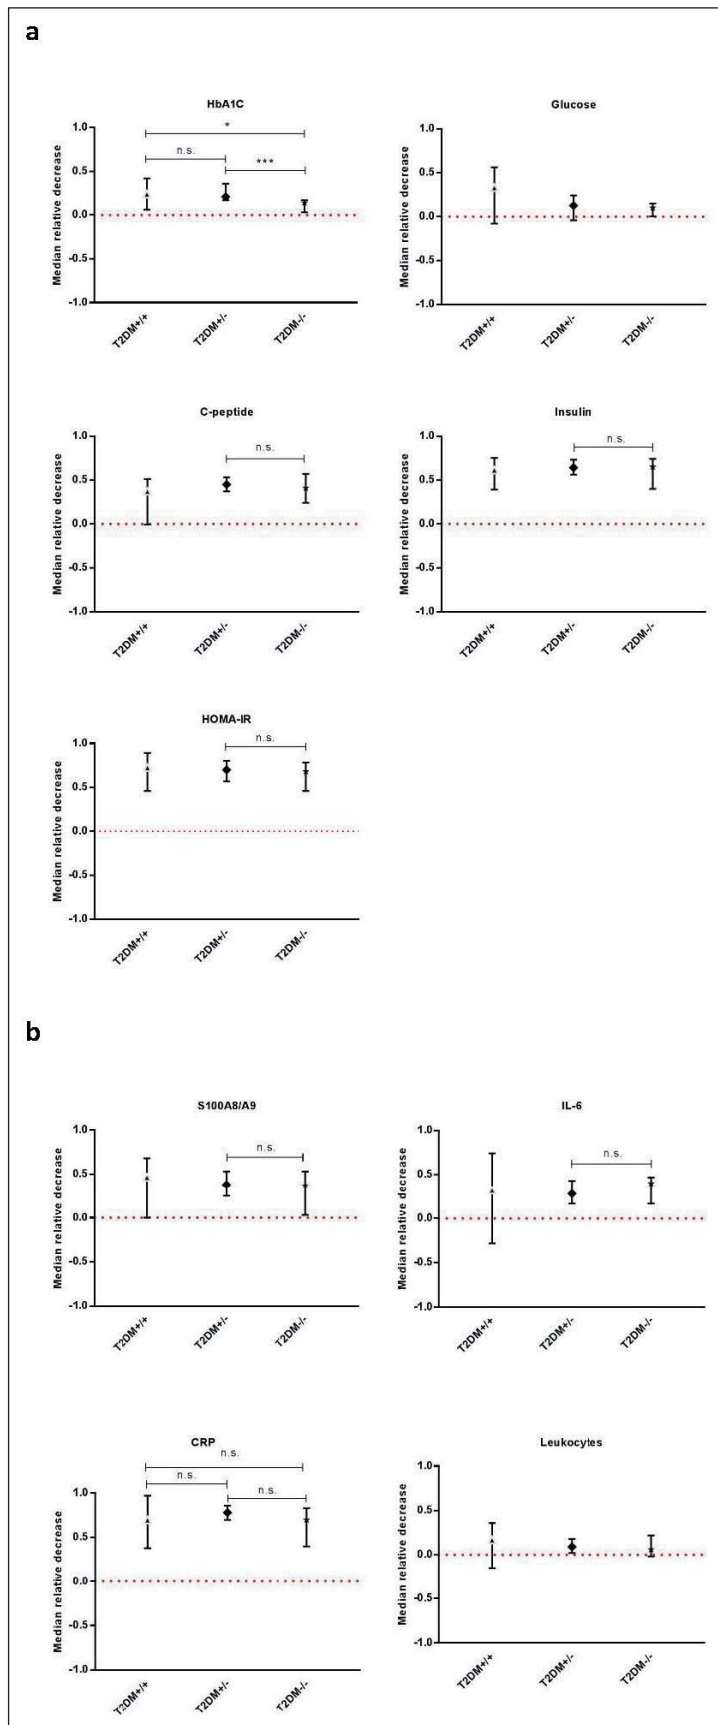 a
HbA1C
Median relative decrease
1.0
0.5
0.0
-0.5
-1.0
*
n.s.
***
T2DM+/+
T2DM+/-
T2DM-/-
Glucose
Median relative decrease
1.0
0.5
0.0
-0.5
-1.0
T2DM+/+
T2DM+/-
T2DM-/-
C-peptide
Median relative decrease
1.0
0.5
0.0
-0.5
-1.0
n.s.
T2DM+/+
T2DM+/-
T2DM-/-
Insulin
Median relative decrease
1.0
0.5
0.0
-0.5
-1.0
n.s.
T2DM+/+
T2DM+/-
T2DM-/-
HOMA-IR
Median relative decrease
1.0
0.5
0.0
-0.5
-1.0
n.s.
T2DM+/+
T2DM+/-
T2DM-/-
b
S100A8/A9
Median relative decrease
1.0
0.5
0.0
-0.5
-1.0
n.s.
T2DM+/+
T2DM+/-
T2DM-/-
IL-6
Median relative decrease
1.0
0.5
0.0
-0.5
-1.0
n.s.
T2DM+/+
T2DM+/-
T2DM-/-
CRP
Median relative decrease
1.0
0.5
0.0
-0.5
-1.0
n.s.
n.s.
n.s.
T2DM+/+
T2DM+/-
T2DM-/-
Leukocytes
Median relative decrease
1.0
0.5
0.0
-0.5
-1.0
T2DM+/+
T2DM+/-
T2DM-/-